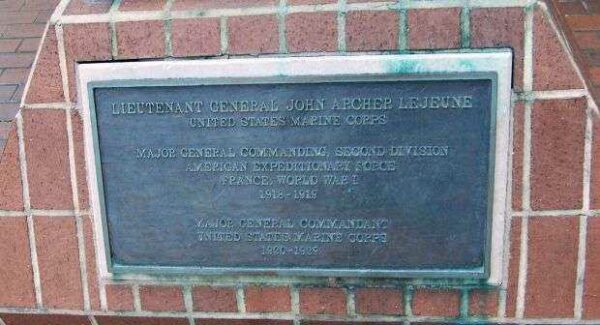 LIEUTENANT GENERAL JOHN ARCHER LEJEUNE
UNITED STATES MARINE CORPS
MAJOR GENERAL COMMANDING, SECOND DIVISION
AMERICAN EXPEDITIONARY FORCE
FRANCE, WORLD WAR I
1918-1919
MAJOR GENERAL COMMANDANT
UNITED STATES MARINE CORPS
1920-1929